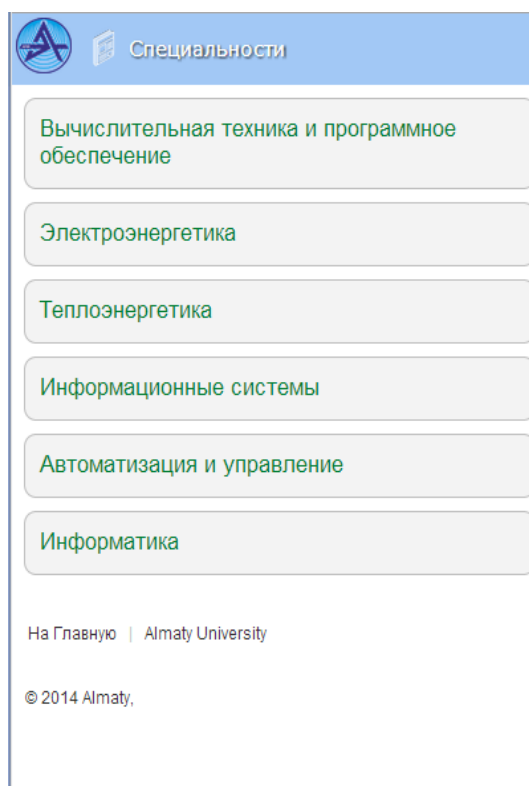 Специальности
Вычислительная техника и программное
обеспечение
Электроэнергетика
Теплоэнергетика
Информационные системы
Автоматизация и управление
Информатика
На Главную | Almaty University
© 2014 Almaty,